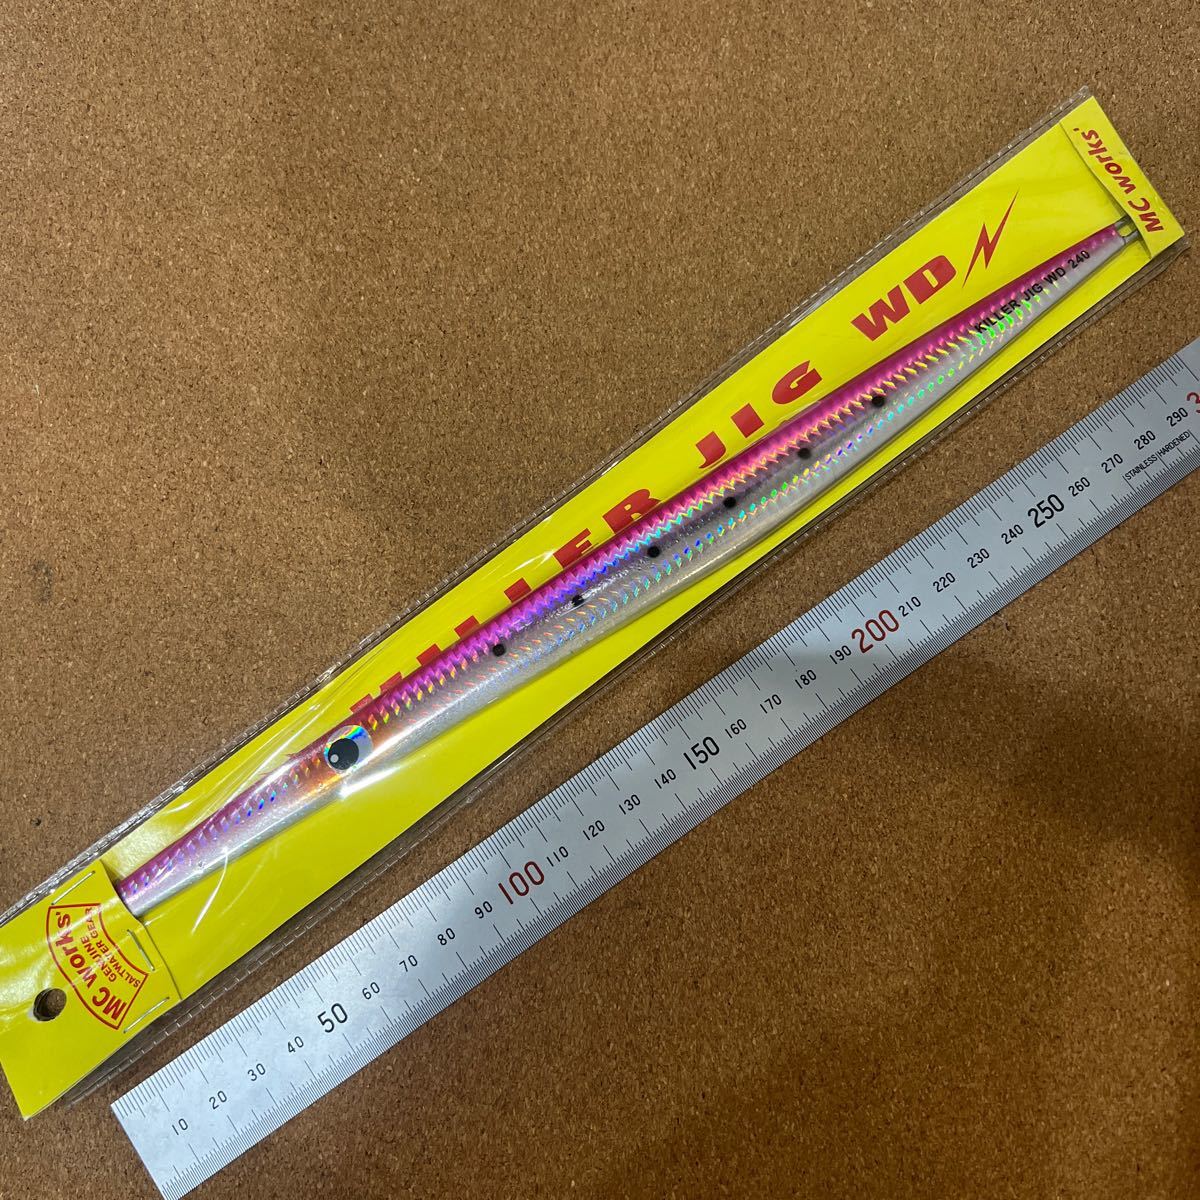 MC works'
KILLER JIG WD
KILLER JIG WD 240
MC works'
GENUINE
SALTWATER GEAR
10 20 30 40 50 60 70 80 90 100 110 120 130 140 150 160 170 180 190 200 210 220 230 240 250 260 270 280 290
STAINLESS HARDENED